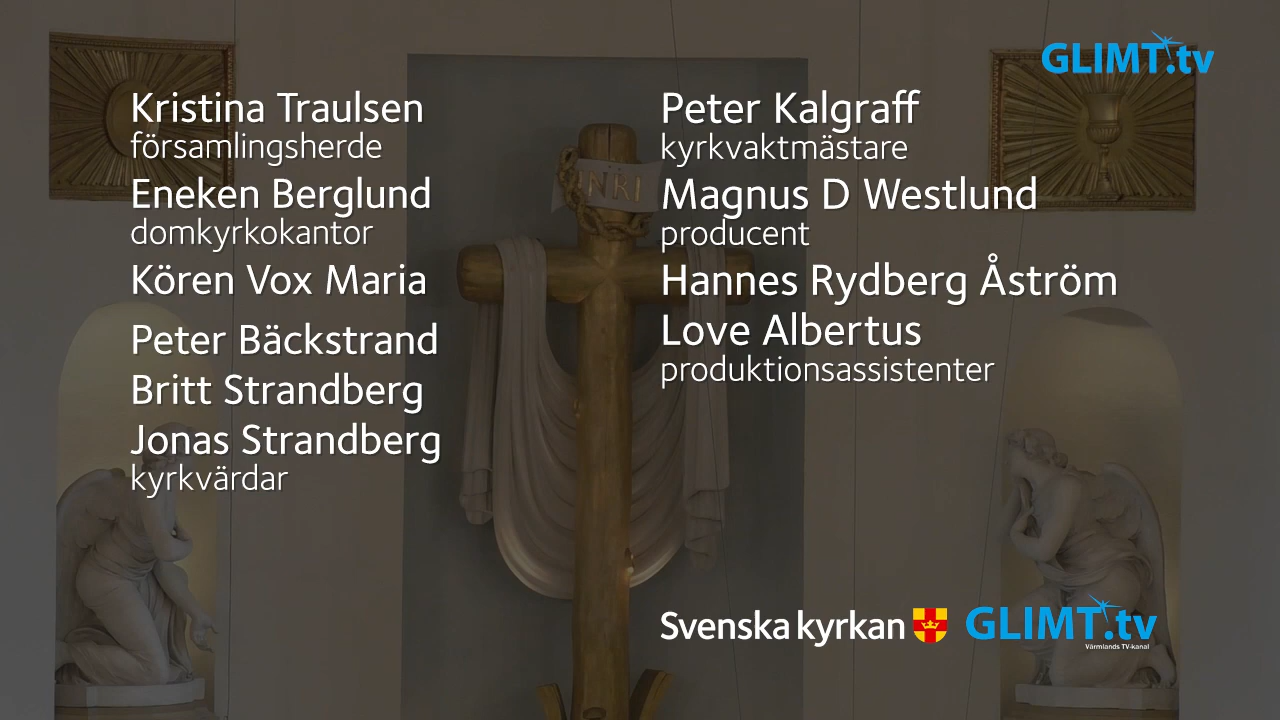 GLIMT.tv
Kristina Traulsen
församlingsherde
Eneken Berglund
domkyrkokantor
Kören Vox Maria
Peter Bäckstrand
Britt Strandberg
Jonas Strandberg
kyrkvärdar
Peter Kalgraff
kyrkvaktmästare
Magnus D Westlund
producent
Hannes Rydberg Åström
Love Albertus
produktionsassistenter
INRI
Svenska kyrkan
GLIMT.tv
Värmlands TV-kanal